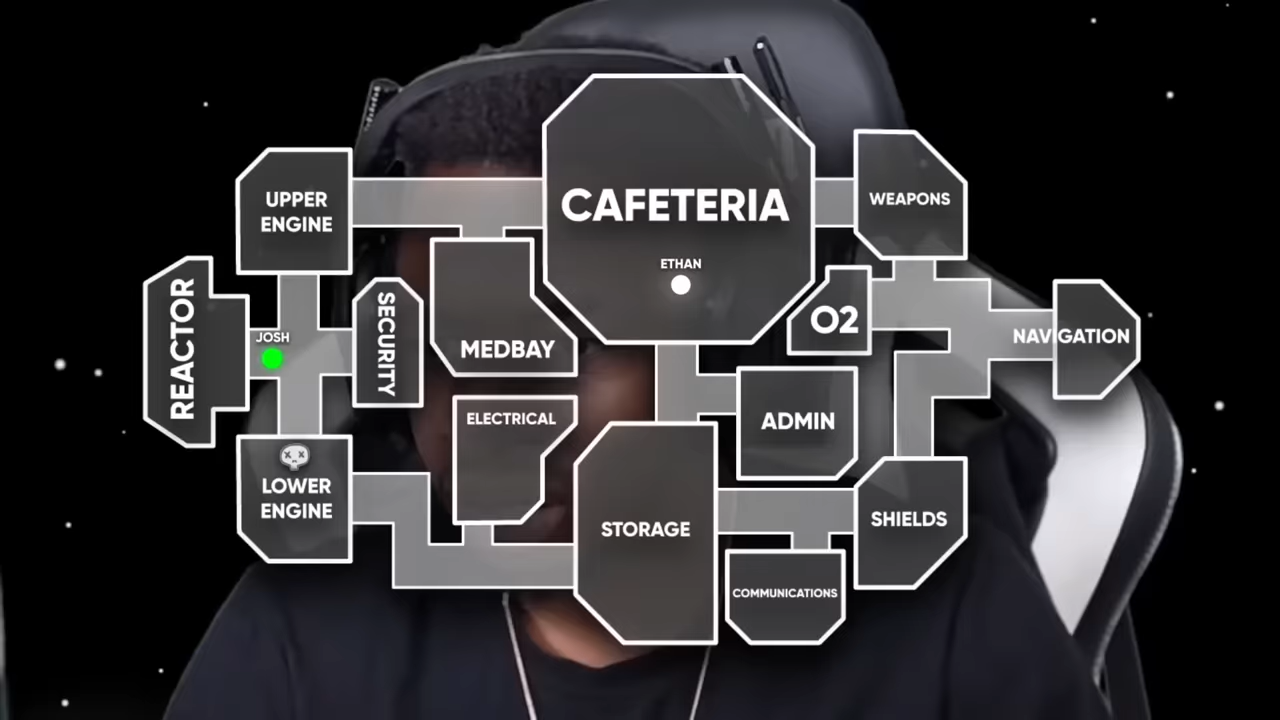 CAFETERIA
ETHAN
UPPER
ENGINE
WEAPONS
REACTOR
JOSH
SECURITY
MEDBAY
O2
NAVIGATION
ELECTRICAL
ADMIN
LOWER
ENGINE
STORAGE
SHIELDS
COMMUNICATIONS